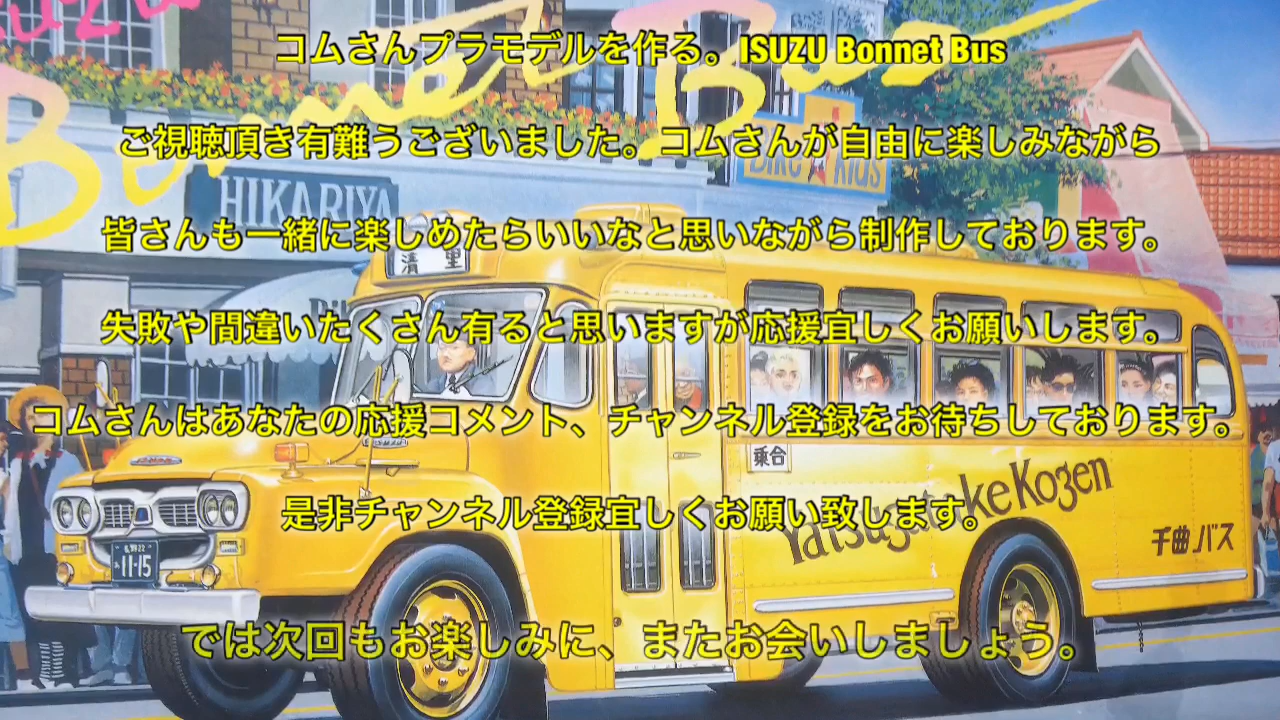 コムさんプラモデルを作る。ISUZU Bonnet Bus
ご視聴頂き有難うございました。コムさんが自由に楽しみながら
皆さんも一緒に楽しめたらいいなと思いながら制作しております。
失敗や間違いたくさん有ると思いますが応援宜しくお願いします。
コムさんはあなたの応援コメント、チャンネル登録をお待ちしております。
是非チャンネル登録宜しくお願い致します。
では次回もお楽しみに、またお会いしましょう。
Bonnet Bus
HIKARIYA
Bike Kids
清里
乗合
Yatsugatake Kogen
千曲バス
11-15